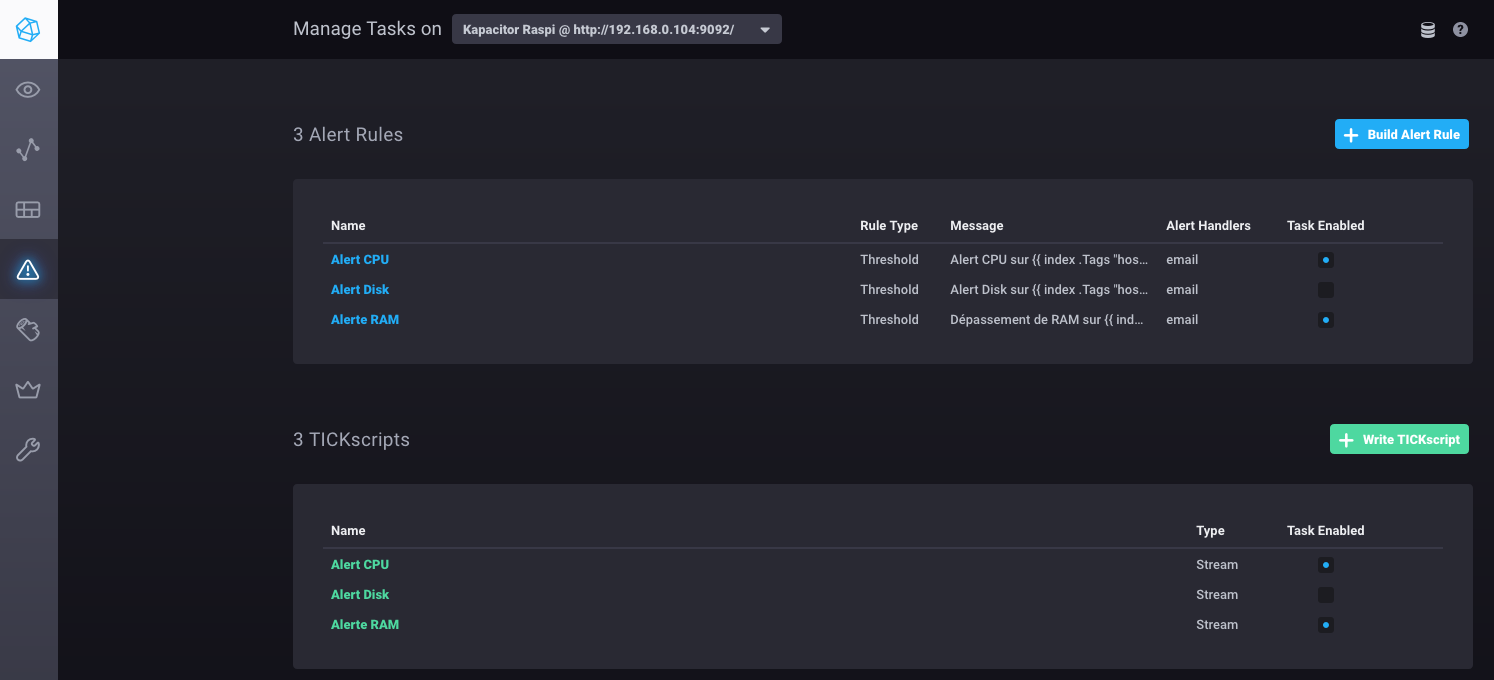 Manage Tasks on Kapacitor Raspi @ http://192.168.0.104:9092/
?
3 Alert Rules
+ Build Alert Rule
Name Rule Type Message Alert Handlers Task Enabled
Alert CPU Threshold Alert CPU sur {{ index .Tags "hos... email
Alert Disk Threshold Alert Disk sur {{ index .Tags "hos... email
Alerte RAM Threshold Dépassement de RAM sur {{ ind... email
3 TICKscripts
+ Write TICKscript
Name Type Task Enabled
Alert CPU Stream
Alert Disk Stream
Alerte RAM Stream